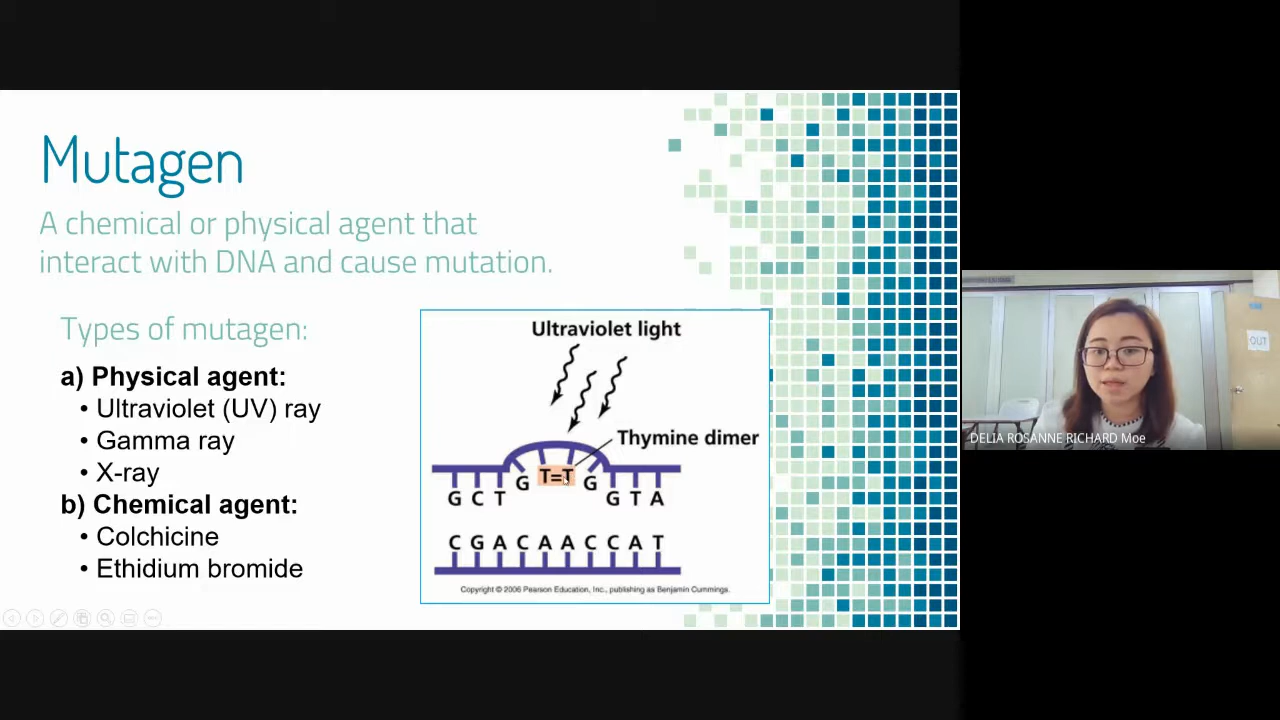 Mutagen
A chemical or physical agent that
interact with DNA and cause mutation.
Types of mutagen:
a) Physical agent:
• Ultraviolet (UV) ray
• Gamma ray
• X-ray
b) Chemical agent:
• Colchicine
• Ethidium bromide
Ultraviolet light
Thymine dimer
G C T G T=T G G T A
C G A C A A C C A T
Copyright © 2006 Pearson Education, Inc., publishing as Benjamin Cummings.
OUT
DELIA ROSANNE RICHARD Moe